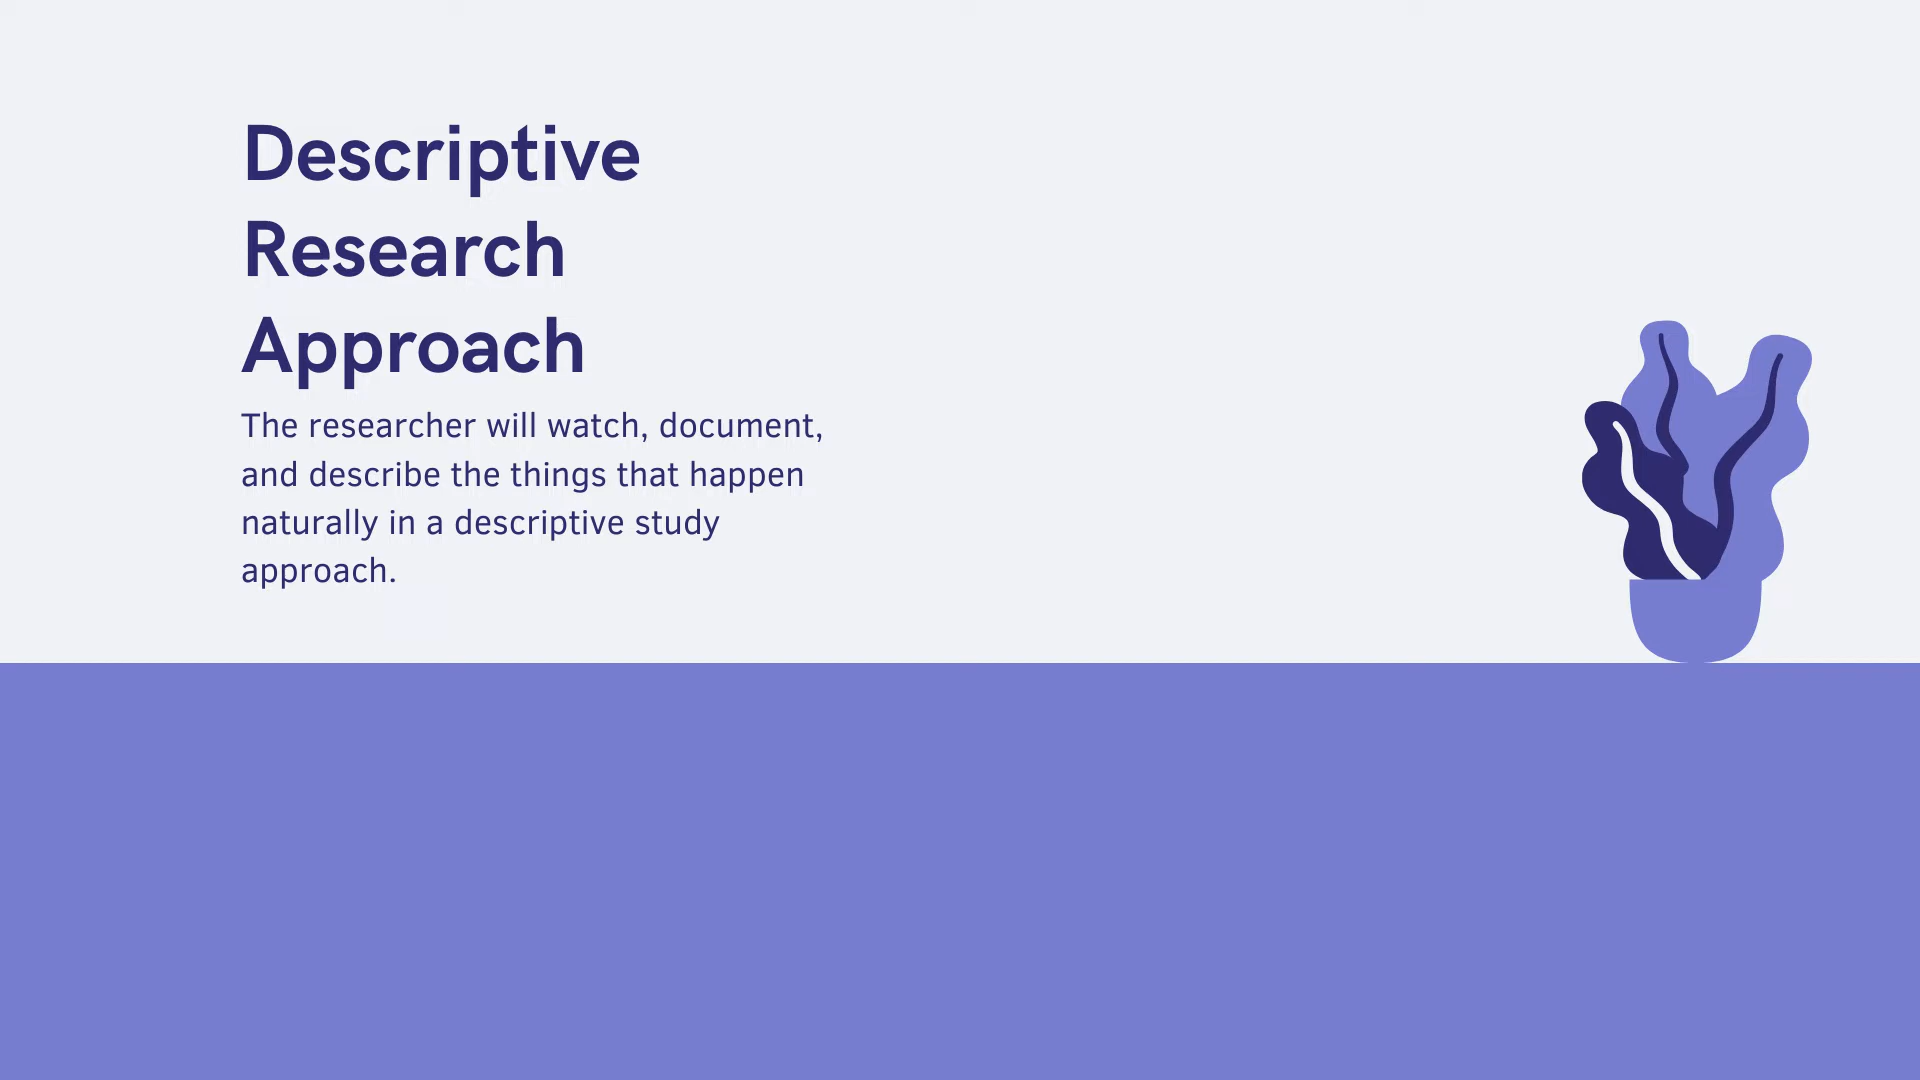 Descriptive
Research
Approach
The researcher will watch, document,
and describe the things that happen
naturally in a descriptive study
approach.